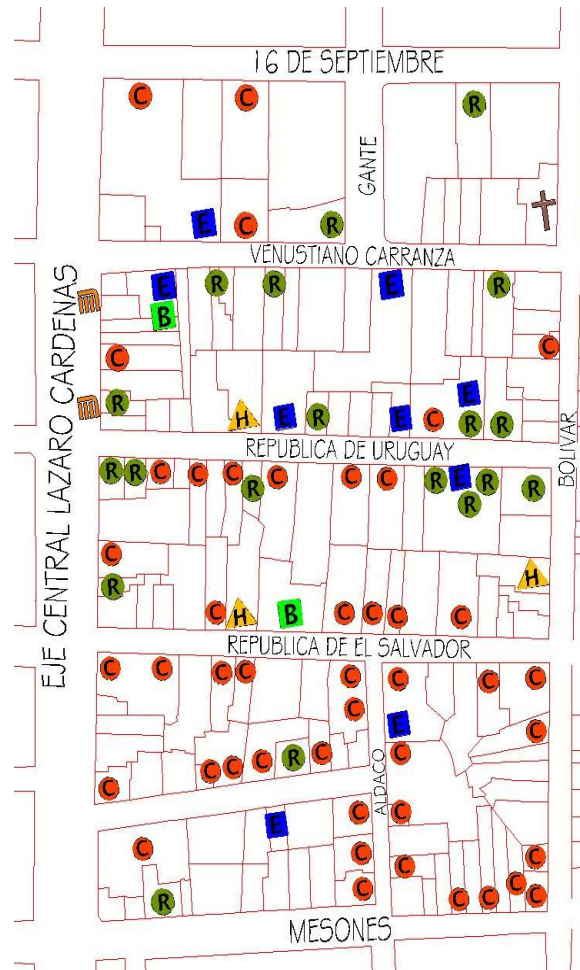 16 DE SEPTIEMBRE
C C R
GANTE
E C R
VENUSTIANO CARRANZA
E R R E R
B
EJE CENTRAL LAZARO CARDENAS
C C
E
R H E R E C R R
BOLIVAR
REPUBLICA DE URUGUAY
R R C C C R C C C R E R R
R
C
R H
C H B C C C C
REPUBLICA DE EL SALVADOR
C C C C C C C C
C E C
C C C C R C C
ALDACO
E C C
C C C C
R C C C C C
MESONES